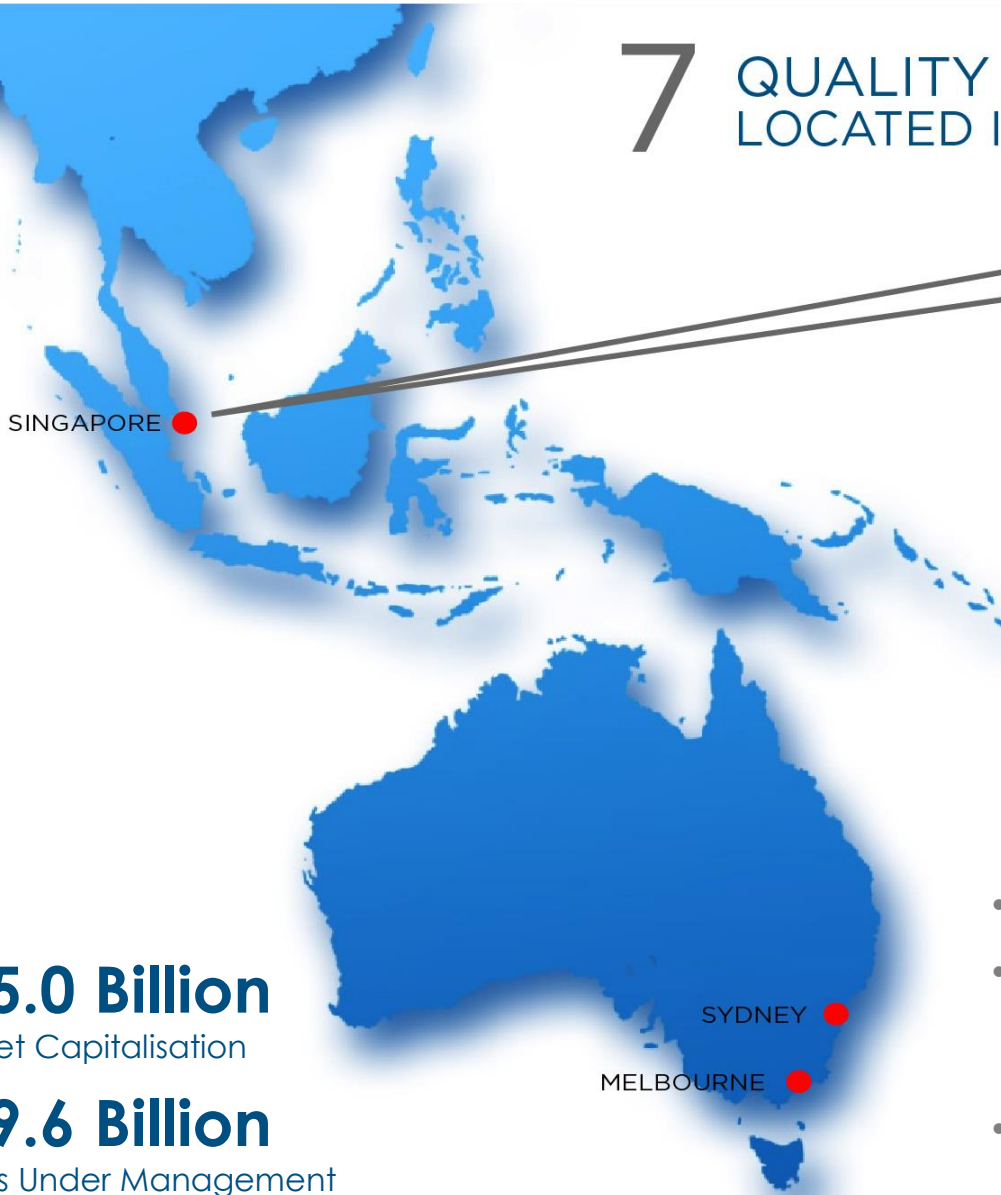 7 QUALITY
LOCATED I
SINGAPORE
SYDNEY
MELBOURNE
5.0 Billion
et Capitalisation
9.6 Billion
s Under Management